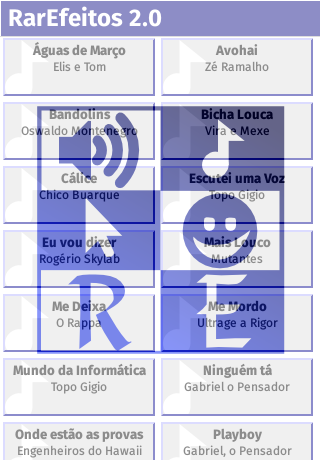 RarEfeitos 2.0
Águas de Março
Elis e Tom
Avohai
Zé Ramalho
Bandolins
Oswaldo Montenegro
Bicha Louca
Vira e Mexe
Cálice
Chico Buarque
Escutei uma Voz
Topo Gigio
Eu vou dizer
Rogério Skylab
Mais Louco
Mutantes
Me Deixa
O Rappa
Me Mordo
Ultrage a Rigor
R E
Mundo da Informática
Topo Gigio
Ninguém tá
Gabriel o Pensador
Onde estão as provas
Engenheiros do Hawaii
Playboy
Gabriel, o Pensador